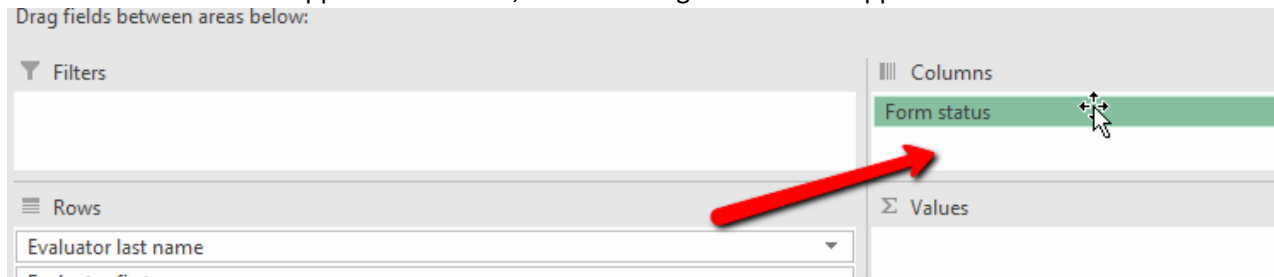 Drag fields between areas below:
Filters
Columns
Form status
Rows
Σ Values
Evaluator last name